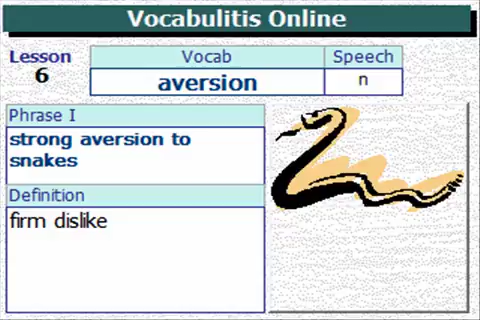 Vocabulitis Online
Lesson
6
Vocab
Speech
aversion
n
Phrase I
strong aversion to
snakes
Definition
firm dislike